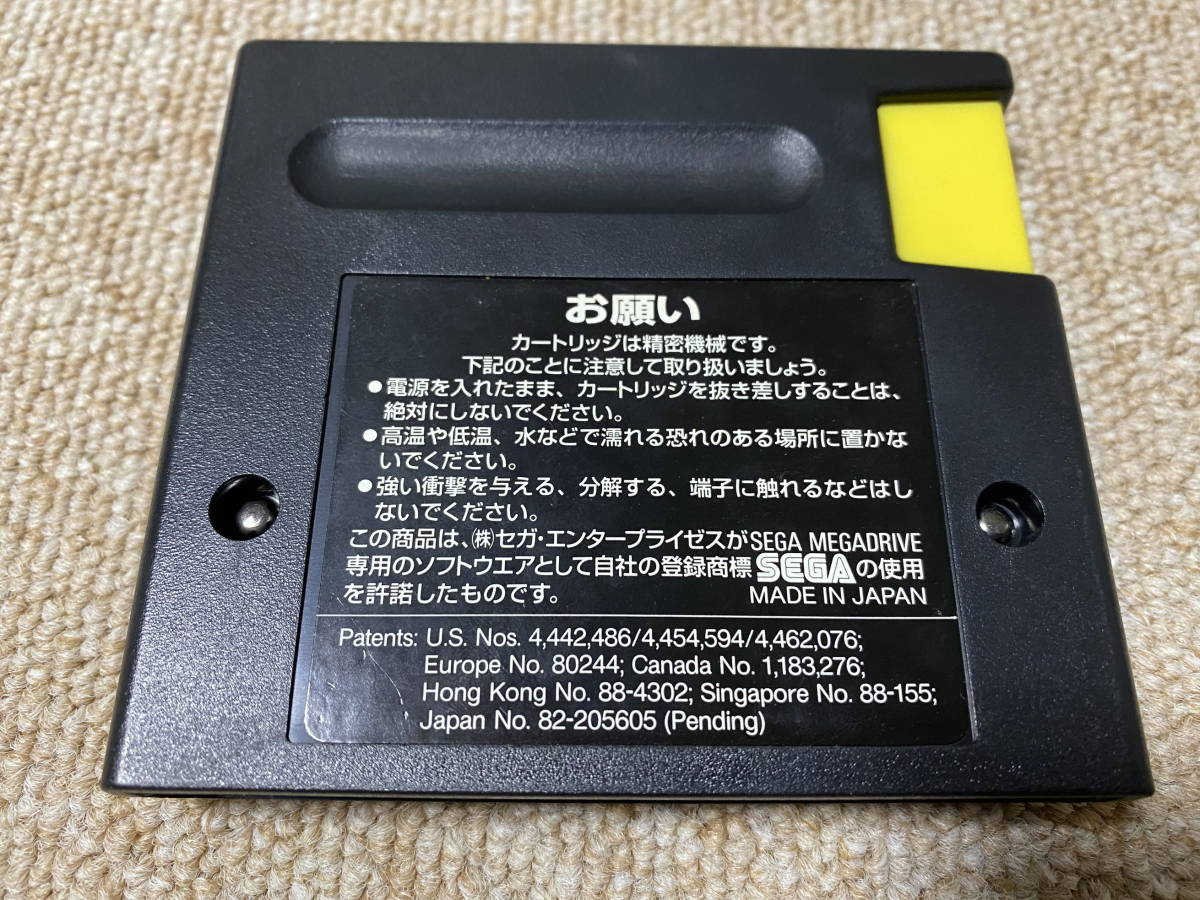 お願い
カートリッジは精密機械です。
下記のことに注意して取り扱いましょう。
●電源を入れたまま、カートリッジを抜き差しすることは、
絶対にしないでください。
●高温や低温、水などで濡れる恐れのある場所に置かな
いでください。
●強い衝撃を与える、分解する、端子に触れるなどはし
ないでください。
この商品は、㈱セガ・エンタープライゼスがSEGA MEGADRIVE
専用のソフトウエアとして自社の登録商標 SEGA の使用
を許諾したものです。 MADE IN JAPAN
Patents: U.S. Nos. 4,442,486/4,454,594/4,462,076;
Europe No. 80244; Canada No. 1,183,276;
Hong Kong No. 88-4302; Singapore No. 88-155;
Japan No. 82-205605 (Pending)